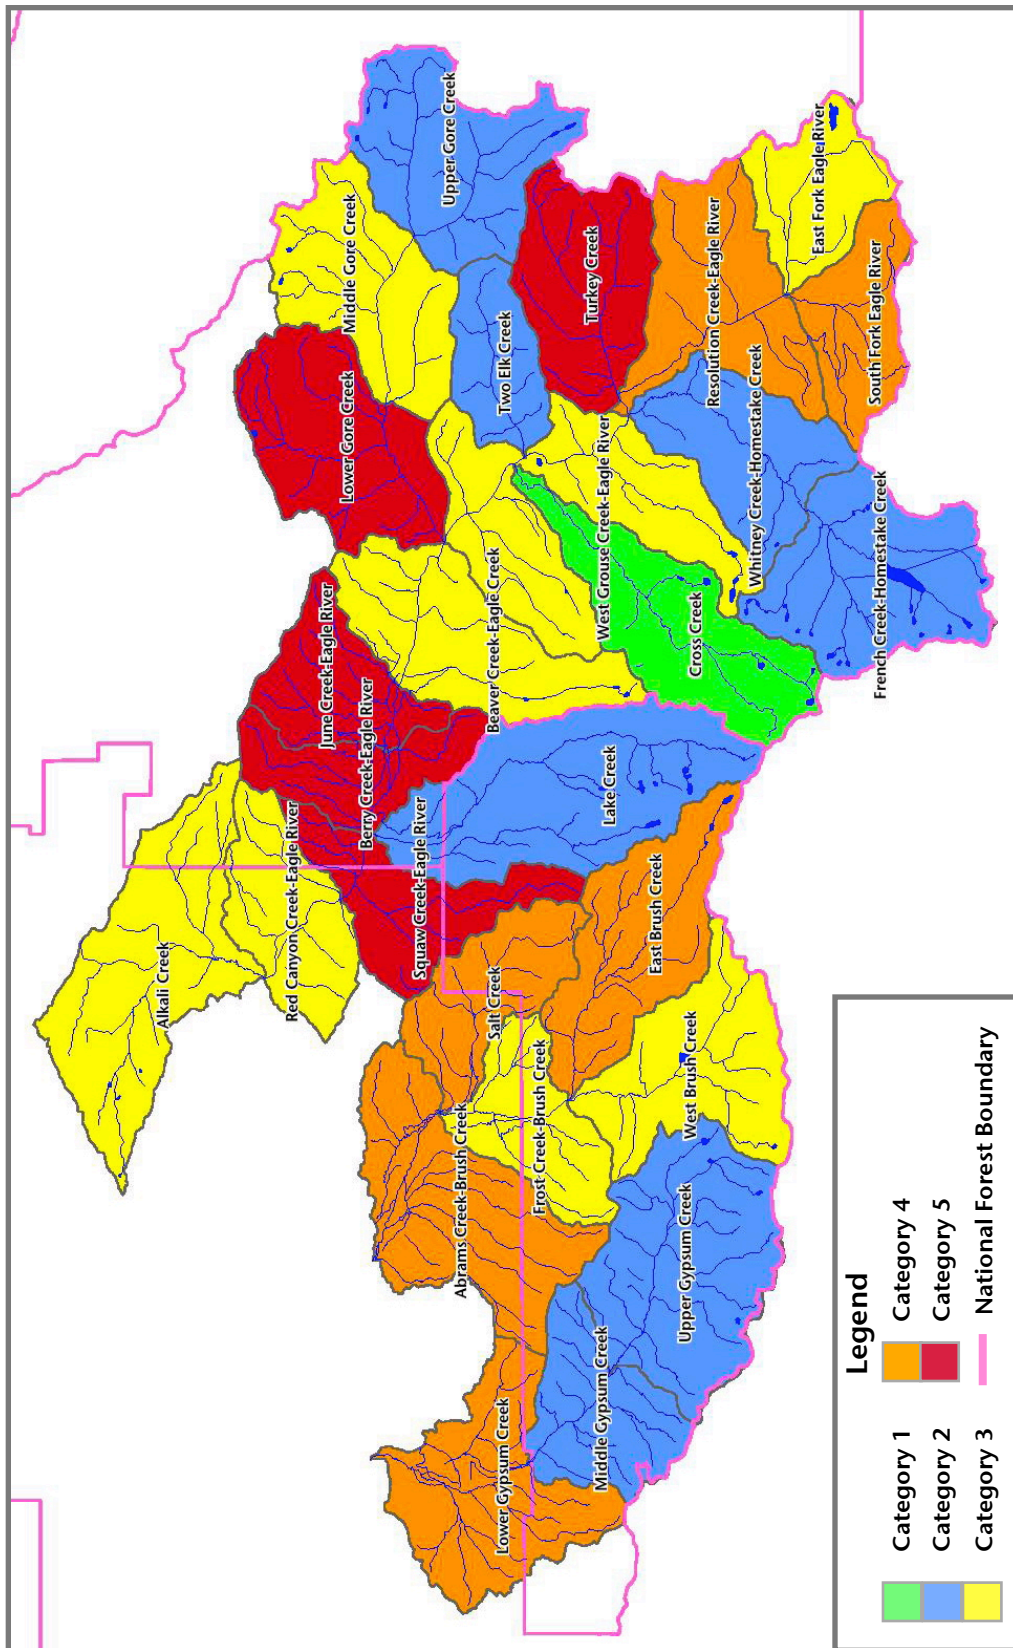 Alkali Creek
Red Canyon Creek-Eagle River
June Creek-Eagle River
Berry Creek-Eagle River
Squaw Creek-Eagle River
Lower Gore Creek
Middle Gore Creek
Upper Gore Creek
Abrams Creek-Brush Creek
Salt Creek
Beaver Creek-Eagle Creek
Two Elk Creek
Lower Gypsum Creek
Frost Creek-Brush Creek
Lake Creek
West Grouse Creek-Eagle River
Turkey Creek
Middle Gypsum Creek
East Brush Creek
Cross Creek
Resolution Creek-Eagle River
Upper Gypsum Creek
West Brush Creek
Whitney Creek-Homestake Creek
East Fork Eagle River
French Creek-Homestake Creek
South Fork Eagle River
Legend
Category 1
Category 2
Category 3
Category 4
Category 5
National Forest Boundary